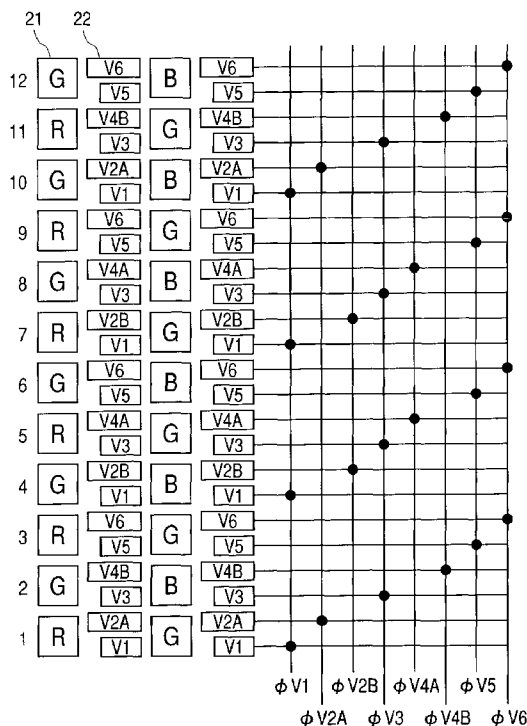 21 22
12 G V6 B V6
V5 V5
11 R V4B G V4B
V3 V3
10 G V2A B V2A
V1 V1
9 R V6 G V6
V5 V5
8 G V4A B V4A
V3 V3
7 R V2B G V2B
V1 V1
6 G V6 B V6
V5 V5
5 R V4A G V4A
V3 V3
4 G V2B B V2B
V1 V1
3 R V6 G V6
V5 V5
2 G V4B B V4B
V3 V3
1 R V2A G V2A
V1 V1
φV1 φV2B φV4A φV5
φV2A φV3 φV4B φV6